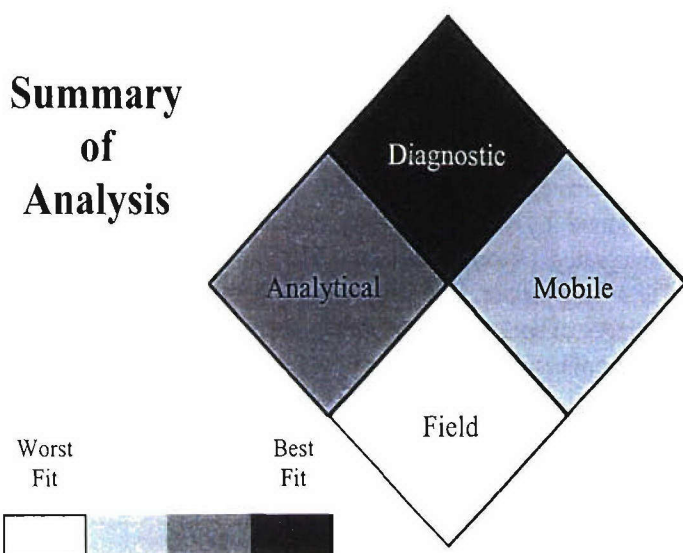 Summary
of
Analysis
Diagnostic
Analytical
Mobile
Field
Worst
Fit
Best
Fit